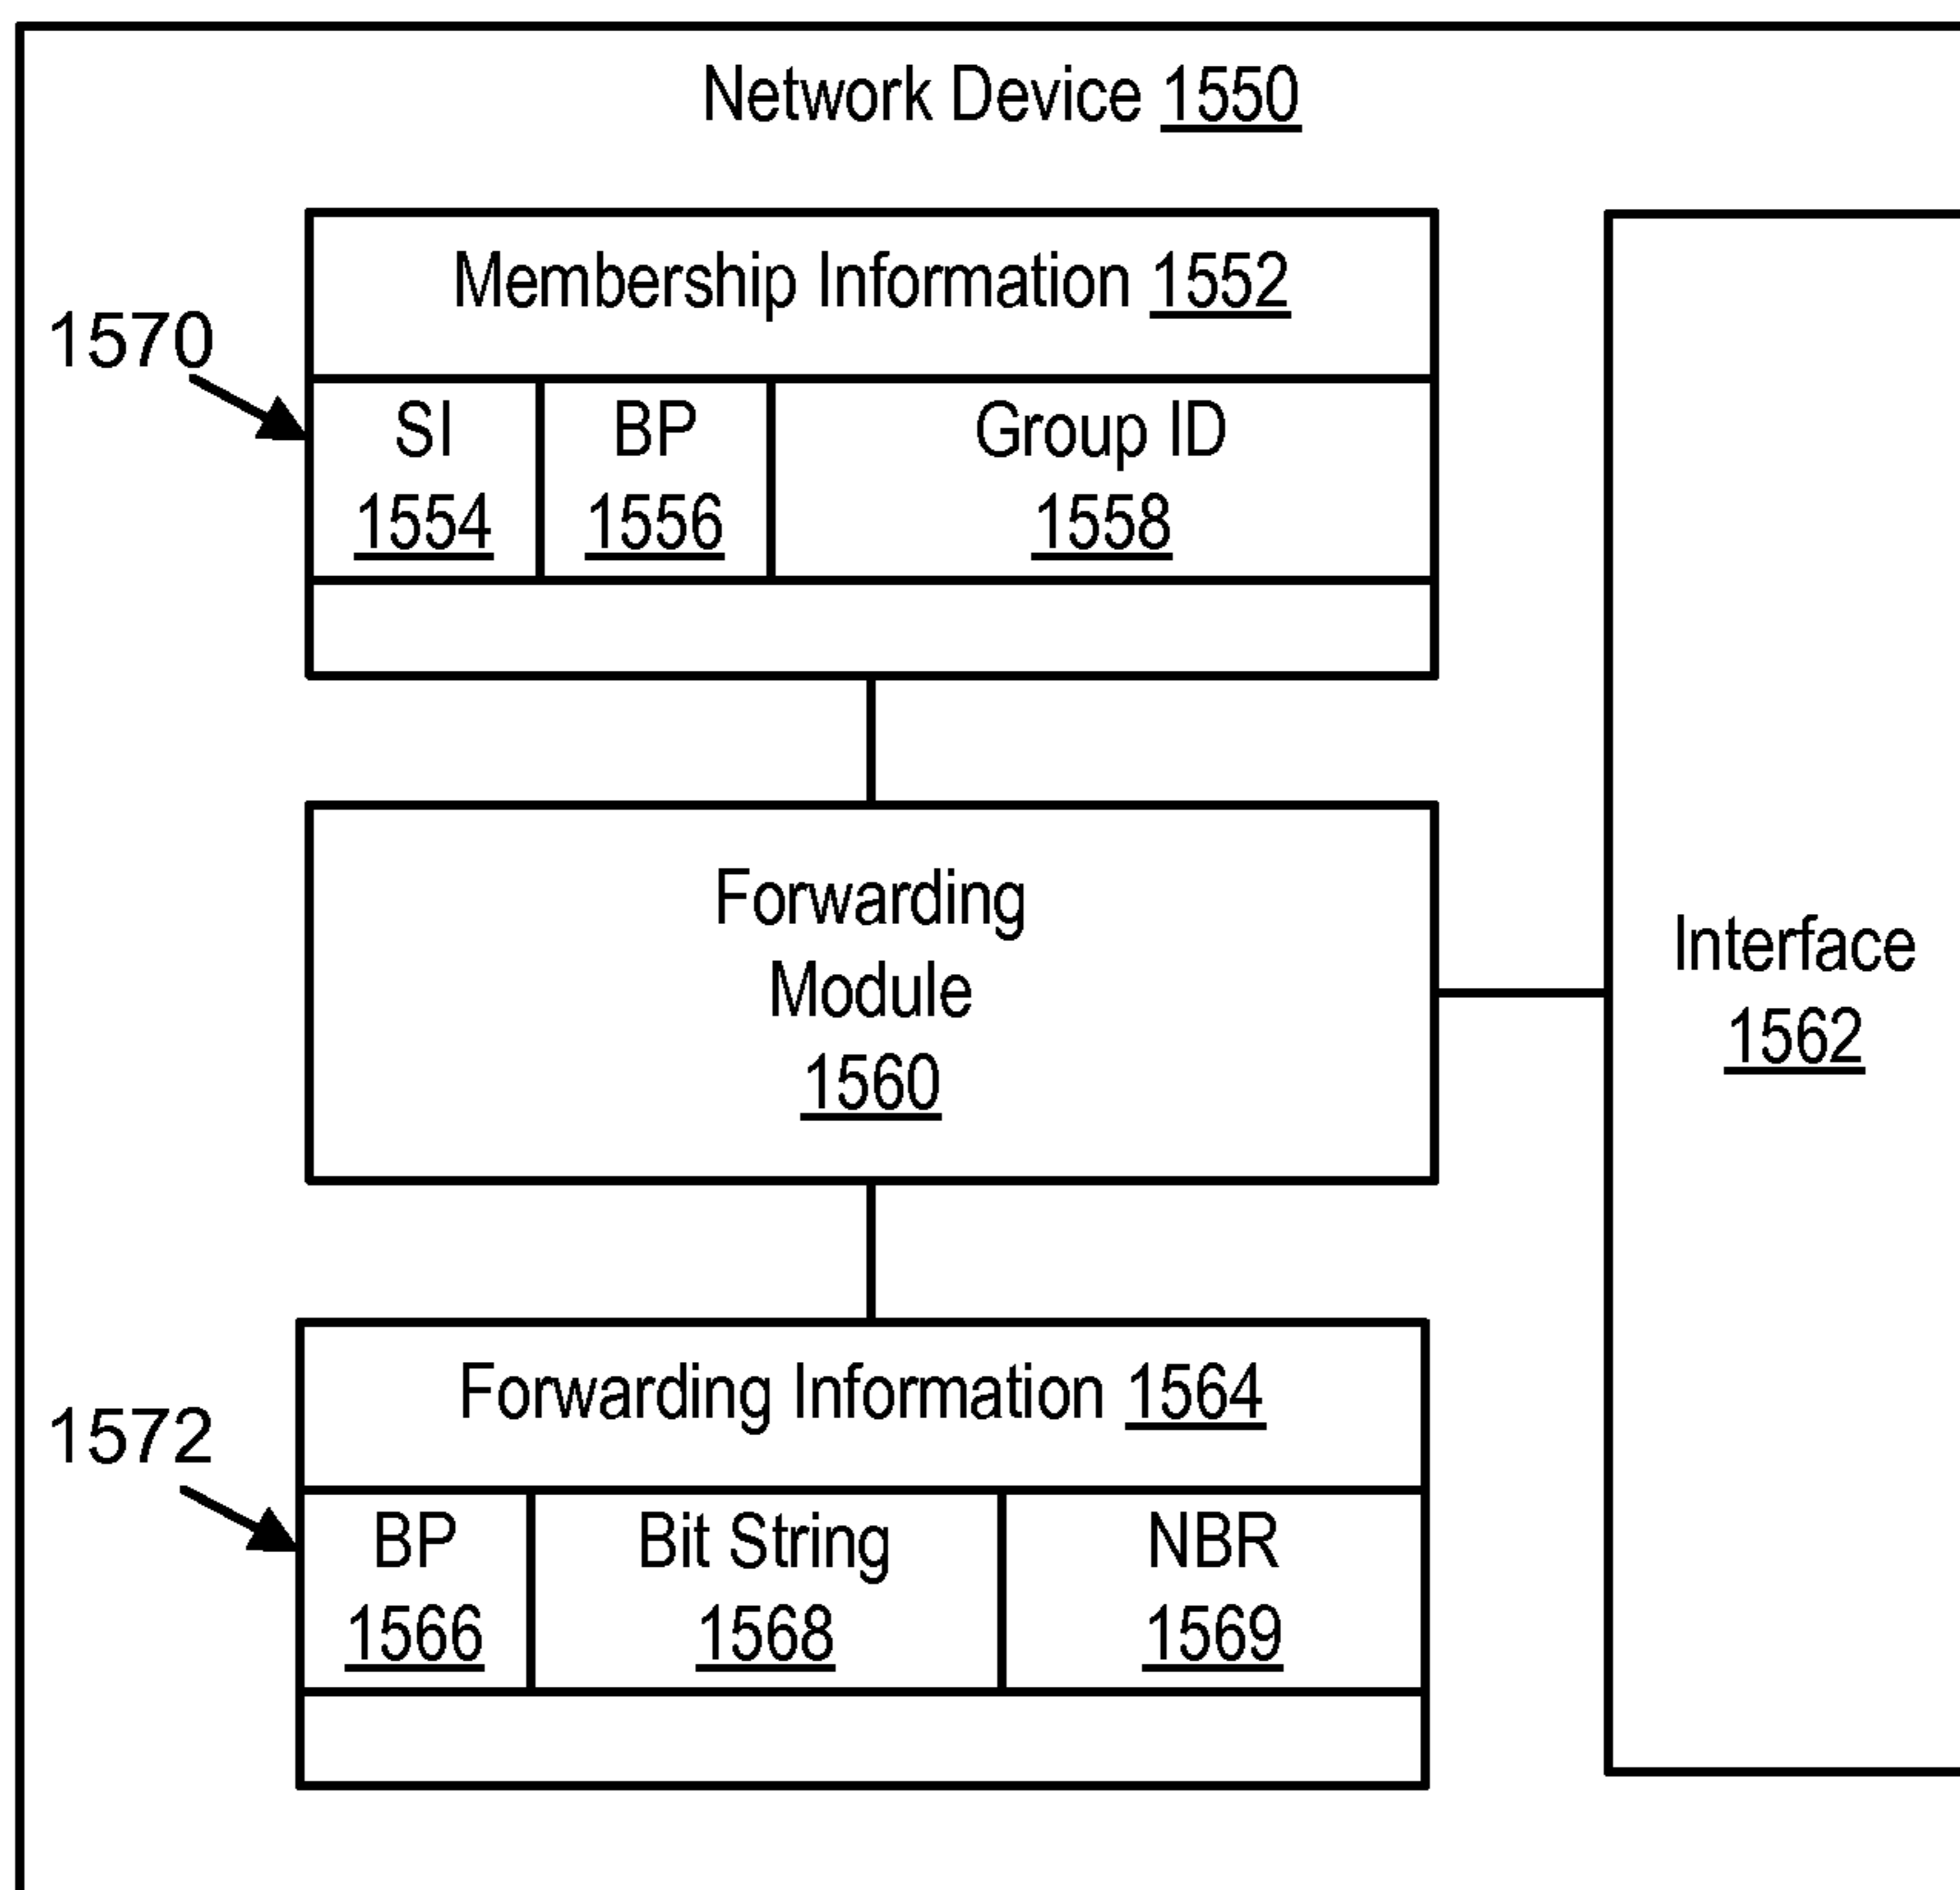 Network Device 1550
Membership Information 1552
1570
SI
BP
Group ID
1554
1556
1558
Forwarding
Module
1560
Interface
1562
Forwarding Information 1564
1572
BP
Bit String
NBR
1566
1568
1569